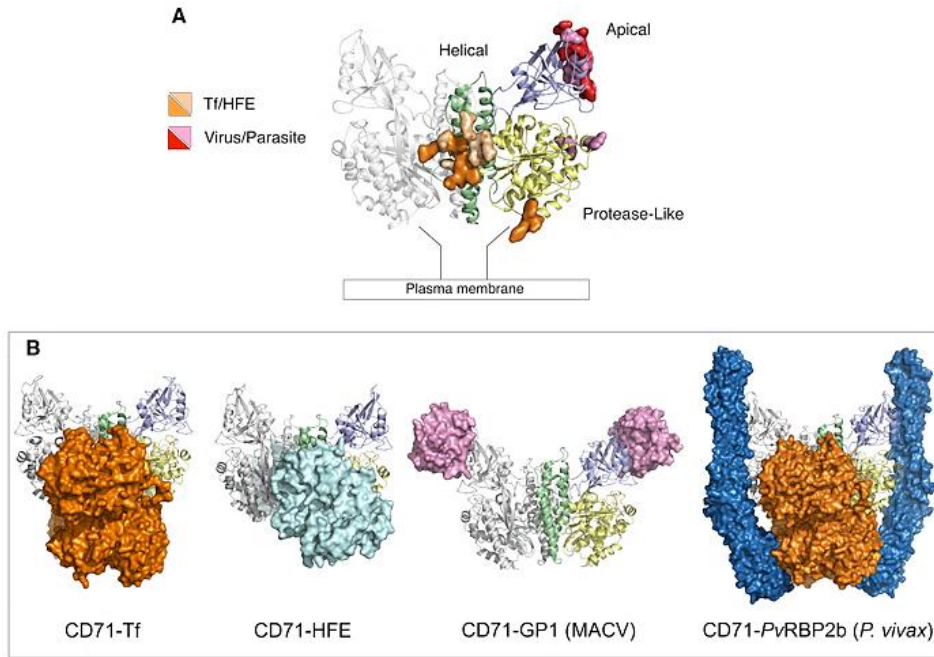 A
Helical
Apical
Tf/HFE
Virus/Parasite
Protease-Like
Plasma membrane
B
CD71-Tf
CD71-HFE
CD71-GP1 (MACV)
CD71-PvRBP2b (P. vivax)